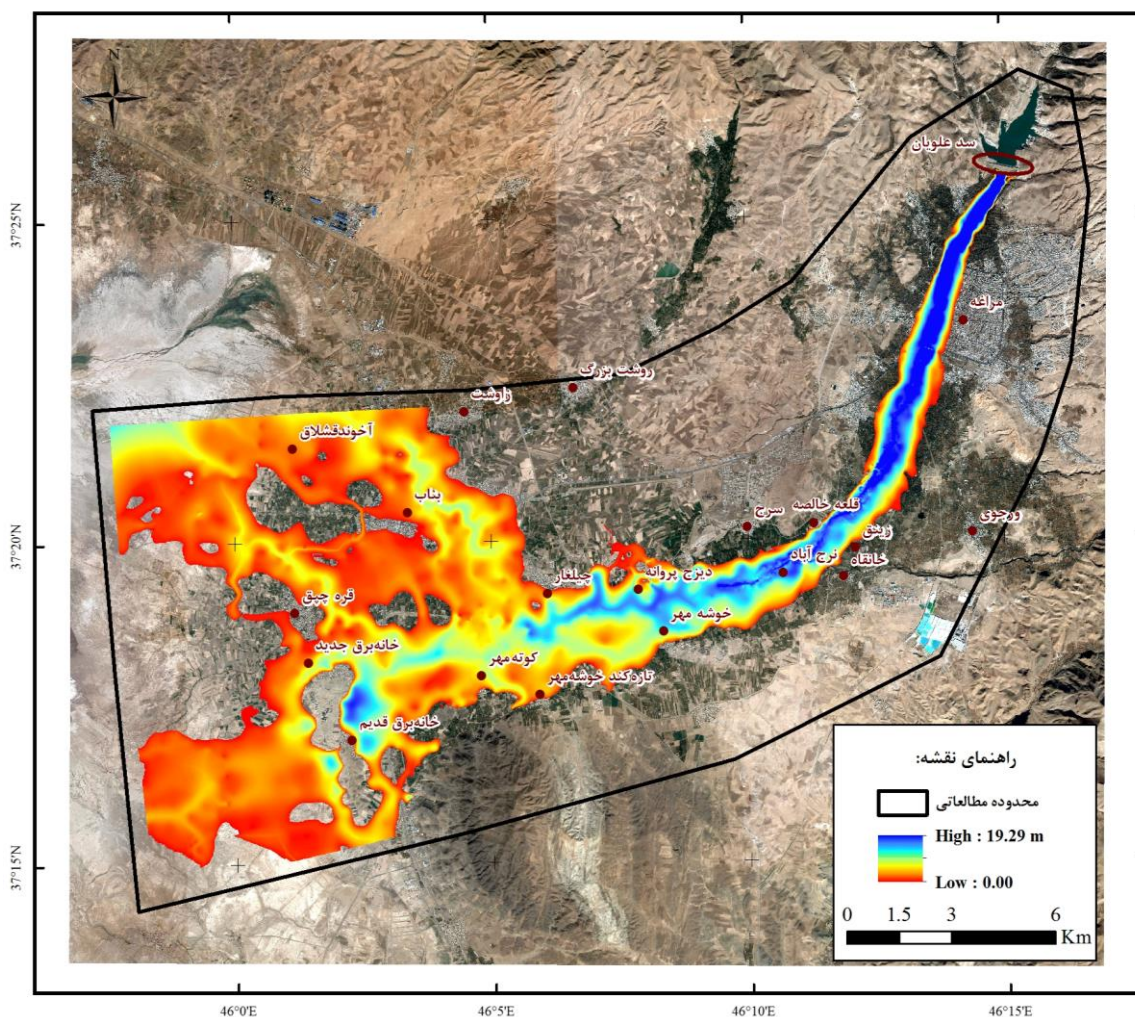 N
سد علویان
37°25'N
مراغه
روشت بزرگ
زاوشت
آخوندقشلاق
بناب
قلعه خالصه
سرج
ورجوی
زینق
37°20'N
خانقاه
نرج آباد
دیزج پروانه
چیلغار
قره چپق
خوشه مهر
خانه‌برق جدید
کوته‌مهر
تازه‌کند خوشه‌مهر
خانه‌برق قدیم
راهنمای نقشه:
محدوده مطالعاتی
High : 19.29 m
Low : 0.00
37°15'N
0 1.5 3 6
Km
46°0'E 46°5'E 46°10'E 46°15'E